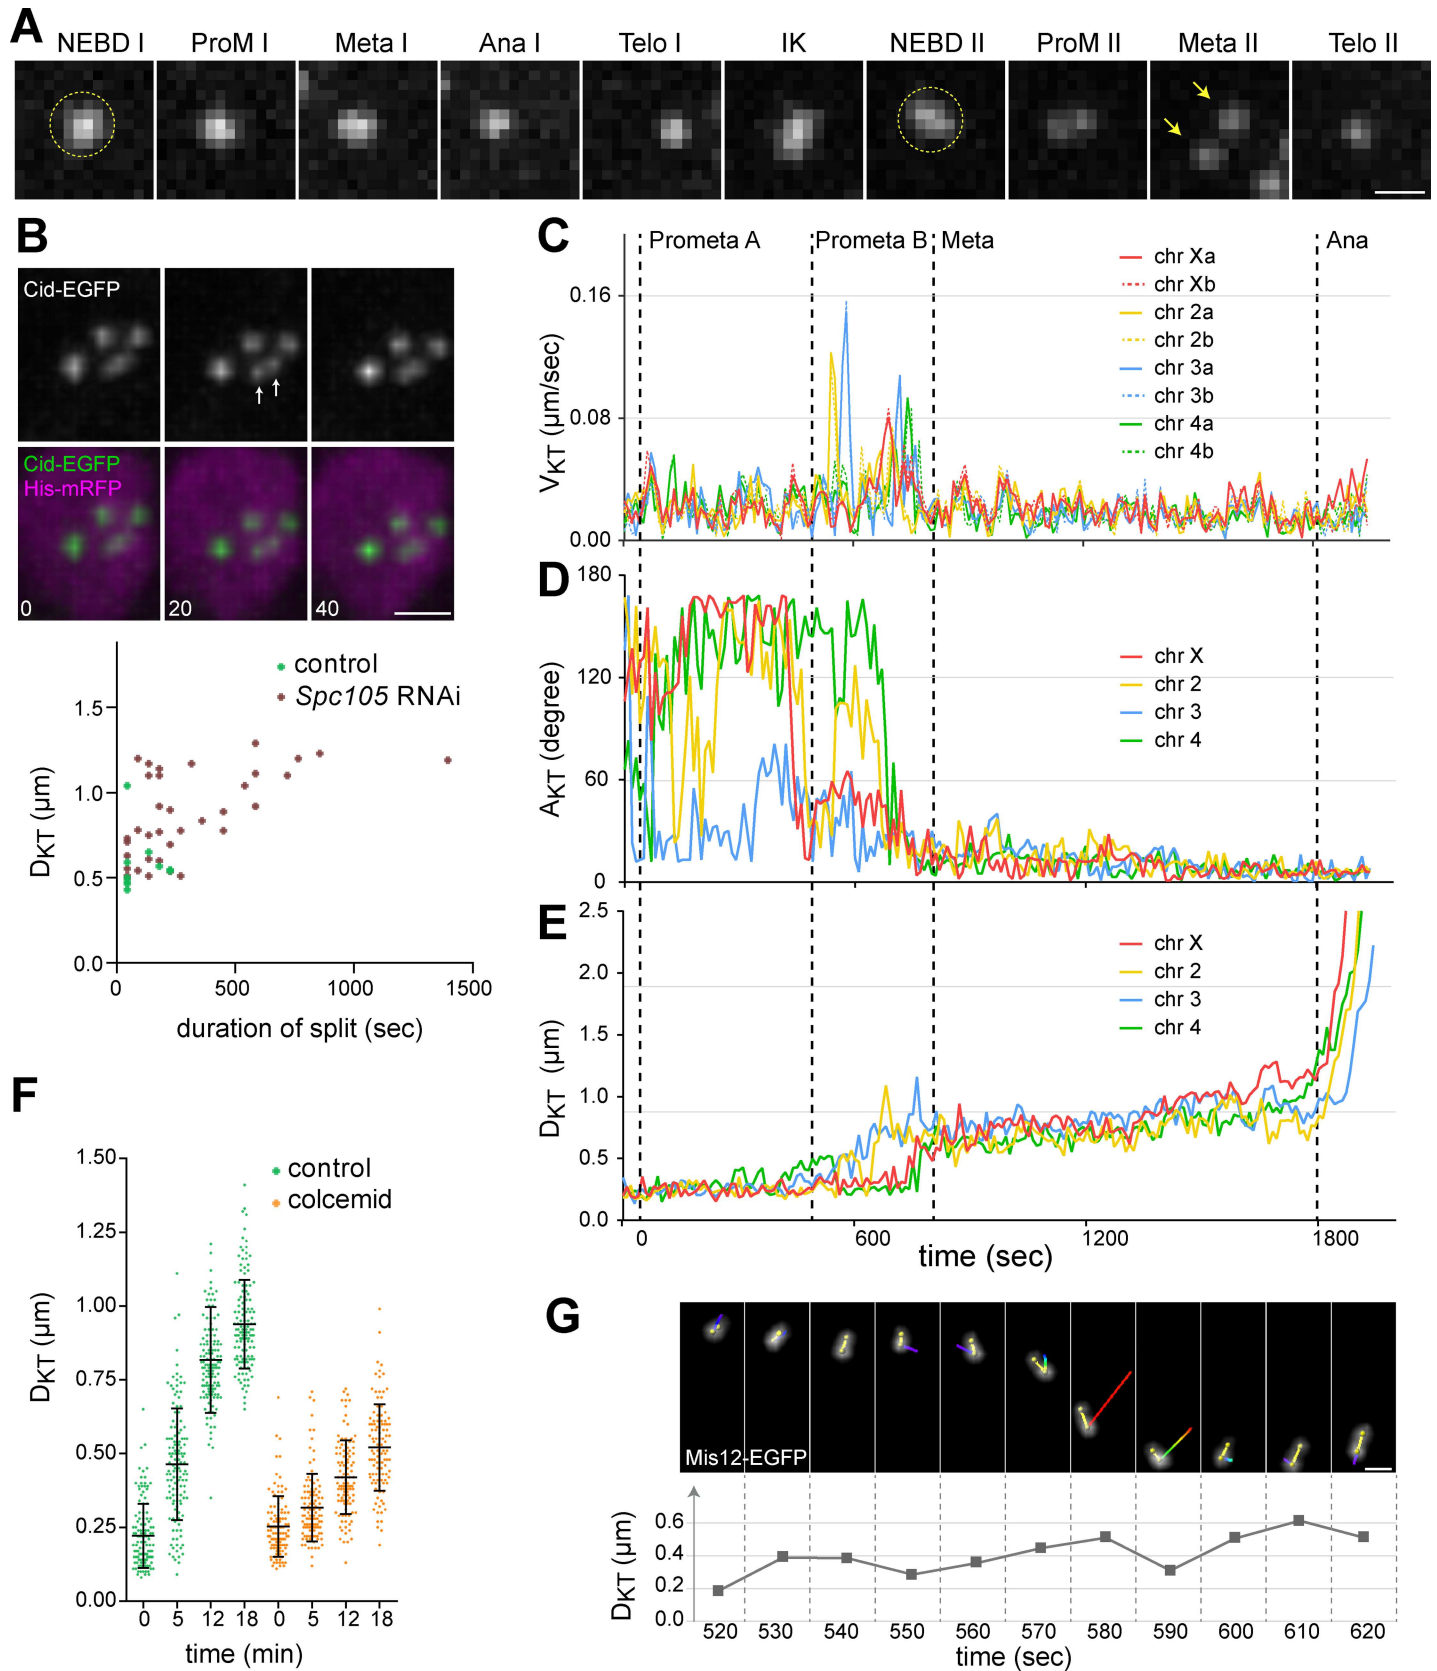 A
NEBD I ProM I Meta I Ana I Telo I IK NEBD II ProM II Meta II Telo II
B
Cid-EGFP
Cid-EGFP
His-mRFP
0 20 40
control
Spc105 RNAi
DKT (µm)
1.5
1.0
0.5
0.0
0 500 1000 1500
duration of split (sec)
C
Prometa A Prometa B Meta Ana
VKT (µm/sec)
0.16
0.08
0.00
chr Xa
chr Xb
chr 2a
chr 2b
chr 3a
chr 3b
chr 4a
chr 4b
D
AKT (degree)
180
120
60
0
chr X
chr 2
chr 3
chr 4
E
DKT (µm)
2.5
2.0
1.5
1.0
0.5
0.0
chr X
chr 2
chr 3
chr 4
0 600 1200 1800
time (sec)
F
control
colcemid
DKT (µm)
1.50
1.25
1.00
0.75
0.50
0.25
0.00
0 5 12 18 0 5 12 18
time (min)
G
Mis12-EGFP
DKT (µm)
0.6
0.4
0.2
0.0
520 530 540 550 560 570 580 590 600 610 620
time (sec)